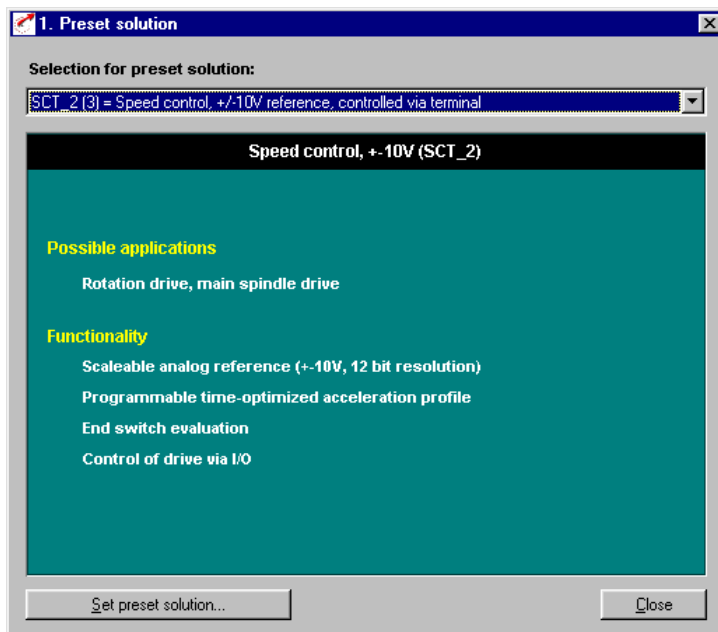 1. Preset solution
Selection for preset solution:
SCT_2 (3) = Speed control, +/-10V reference, controlled via terminal
Speed control, +-10V (SCT_2)
Possible applications
Rotation drive, main spindle drive
Functionality
Scaleable analog reference (+-10V, 12 bit resolution)
Programmable time-optimized acceleration profile
End switch evaluation
Control of drive via I/O
Set preset solution... Close